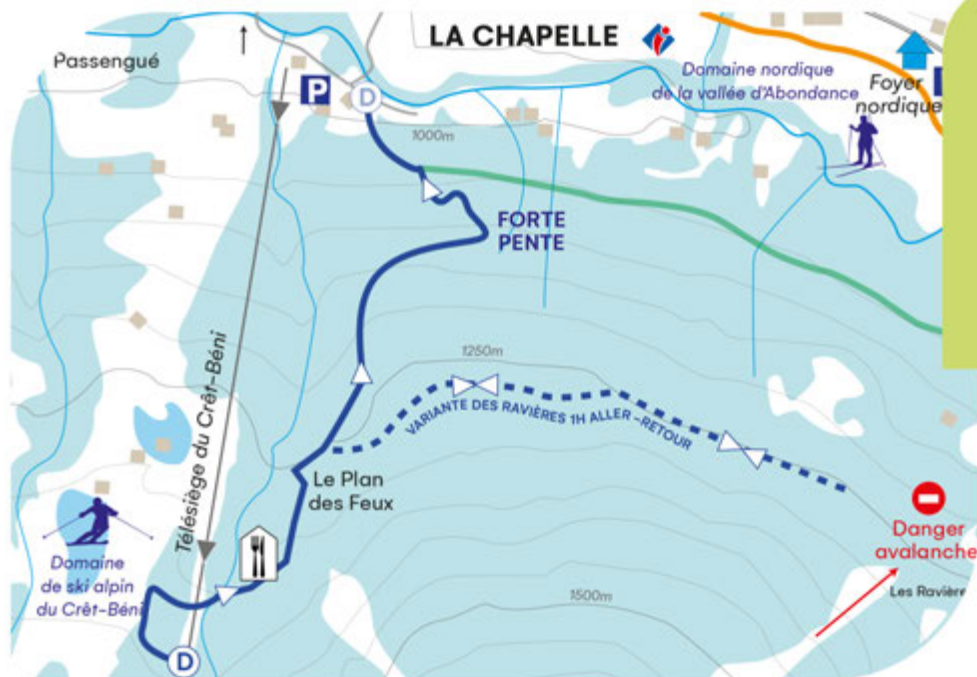 LA CHAPELLE
Passengué
P
D
1000m
Domaine nordique
de la vallée d'Abondance
Foyer
nordique
FORTE
PENTE
Télésiège du Crêt-Béni
1250m
VARIANTE DES RAVIÈRES 1H ALLER-RETOUR
Le Plan
des Feux
Domaine
de ski alpin
du Crêt-Béni
D
1500m
Danger
avalanche
Les Ravière